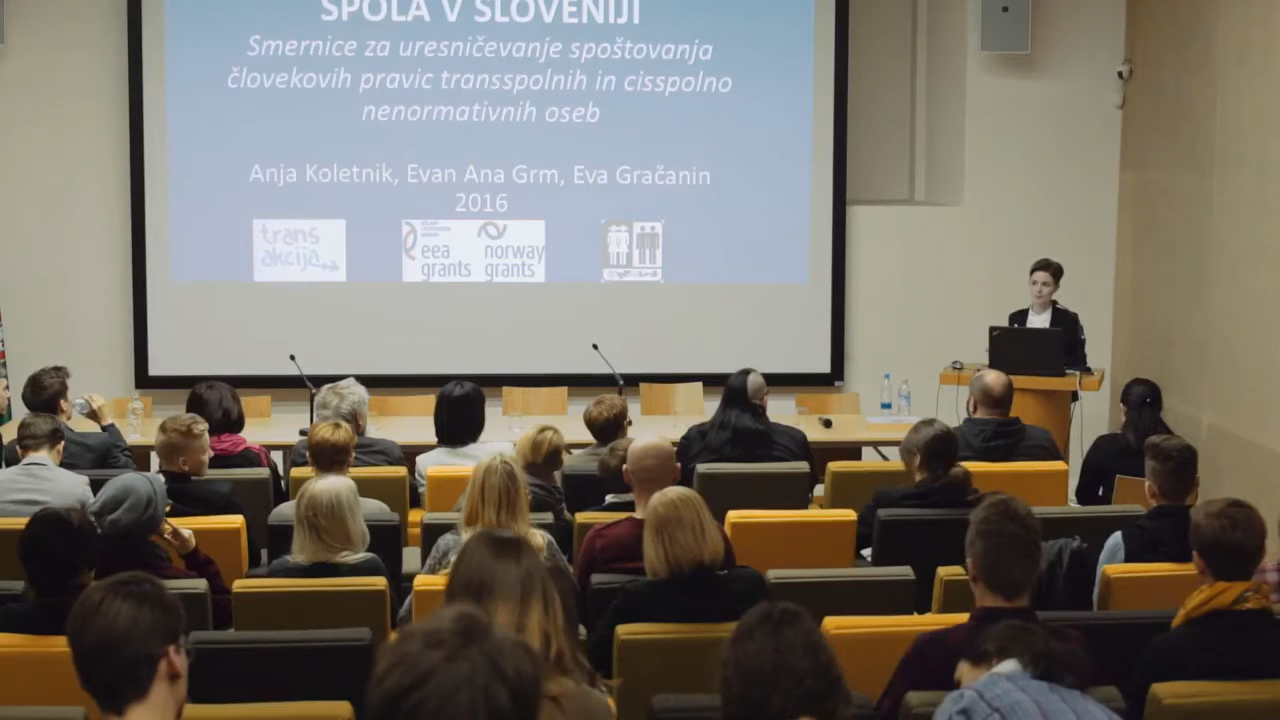 SPOLA V SLOVENIJI
Smernice za uresničevanje spoštovanja
človekovih pravic transspolnih in cisspolno
nenormativnih oseb
Anja Koletnik, Evan Ana Grm, Eva Gračanin
2016
trans
akcija
eea
grants
norway
grants